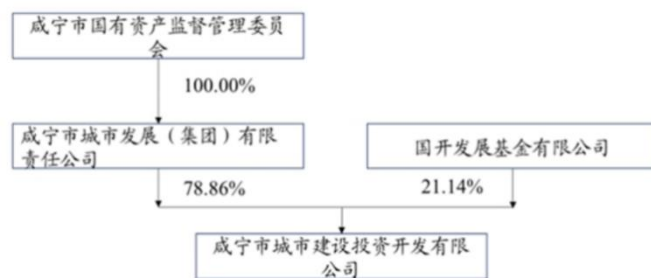 咸宁市国有资产监督管理委员
会
100.00%
咸宁市城市发展（集团）有限
责任公司
国开发展基金有限公司
78.86%
21.14%
咸宁市城市建设投资开发有限
公司